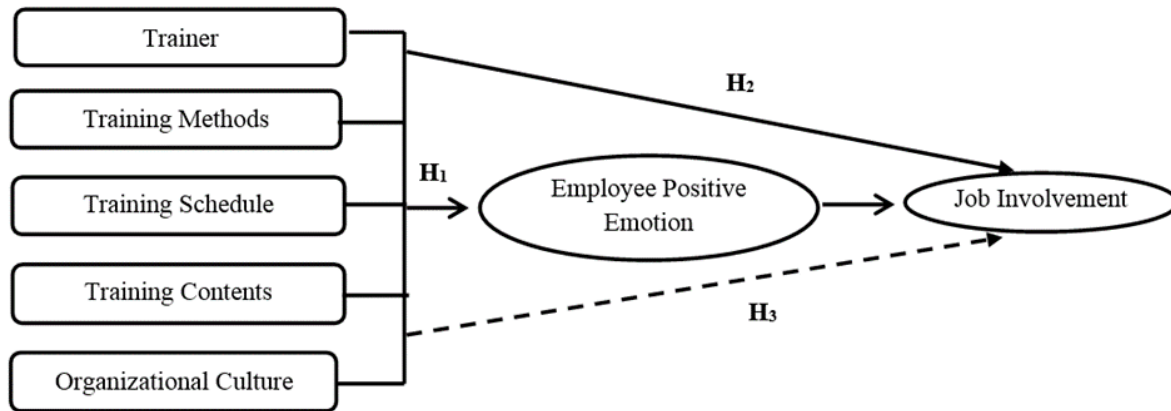 Trainer
Training Methods
Training Schedule
Training Contents
Organizational Culture
H₁
Employee Positive
Emotion
H₂
Job Involvement
H₃